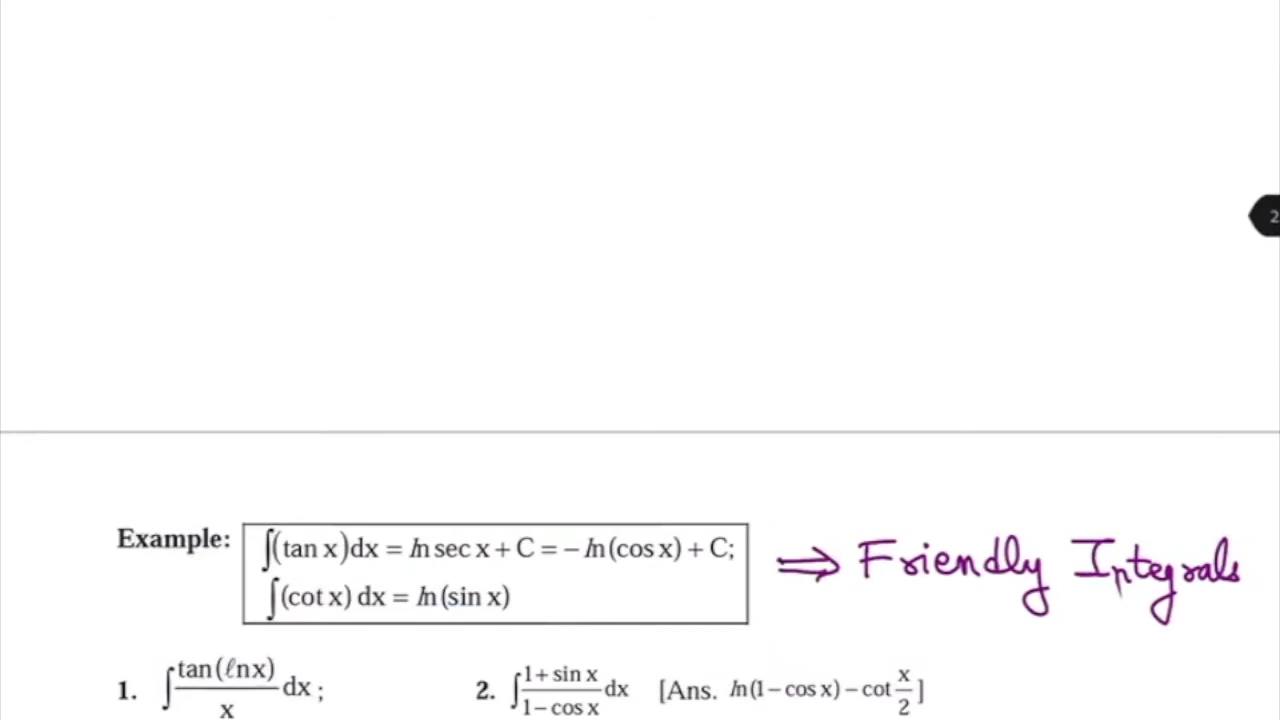 2
Example: ∫(tan x)dx = ln sec x + C = − ln(cos x) + C; ⇒ Friendly Integrals
∫(cot x) dx = ln(sin x)
1. ∫ tan(ℓnx)/x dx ; 2. ∫ 1+ sin x/1− cos x dx [Ans. ln(1− cos x) − cot x/2 ]